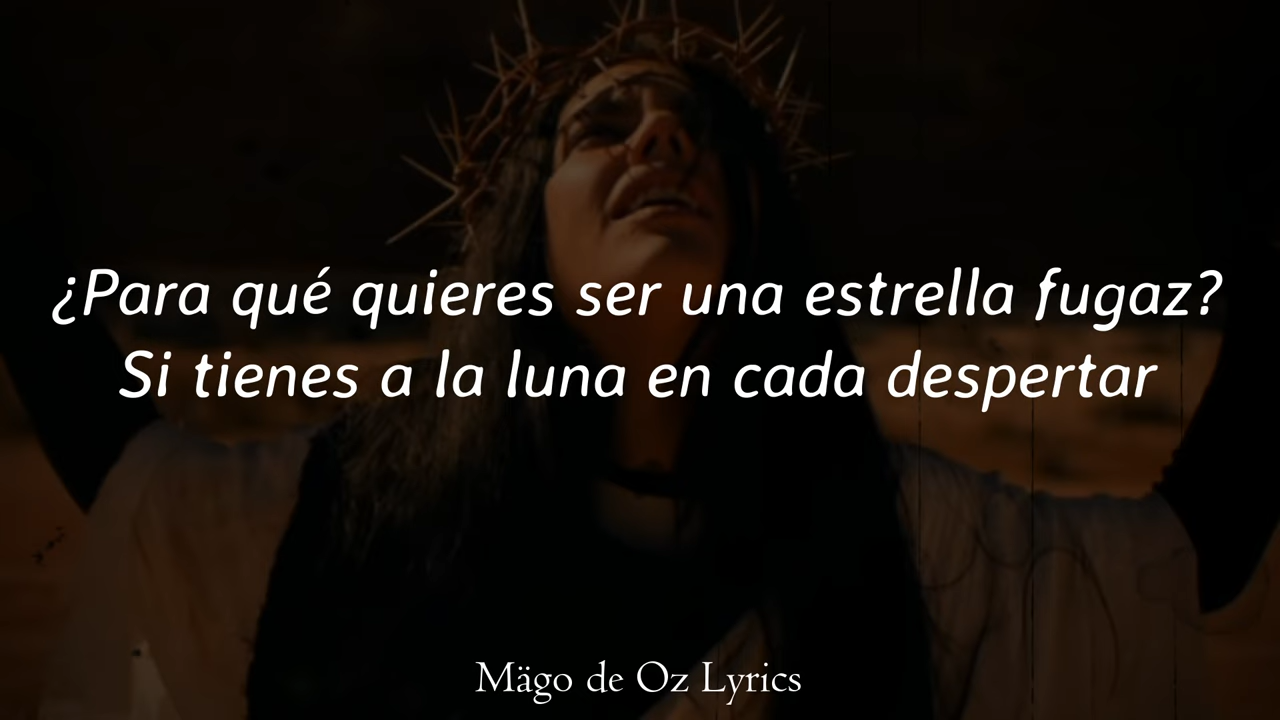 ¿Para qué quieres ser una estrella fugaz?
Si tienes a la luna en cada despertar
Mägo de Oz Lyrics